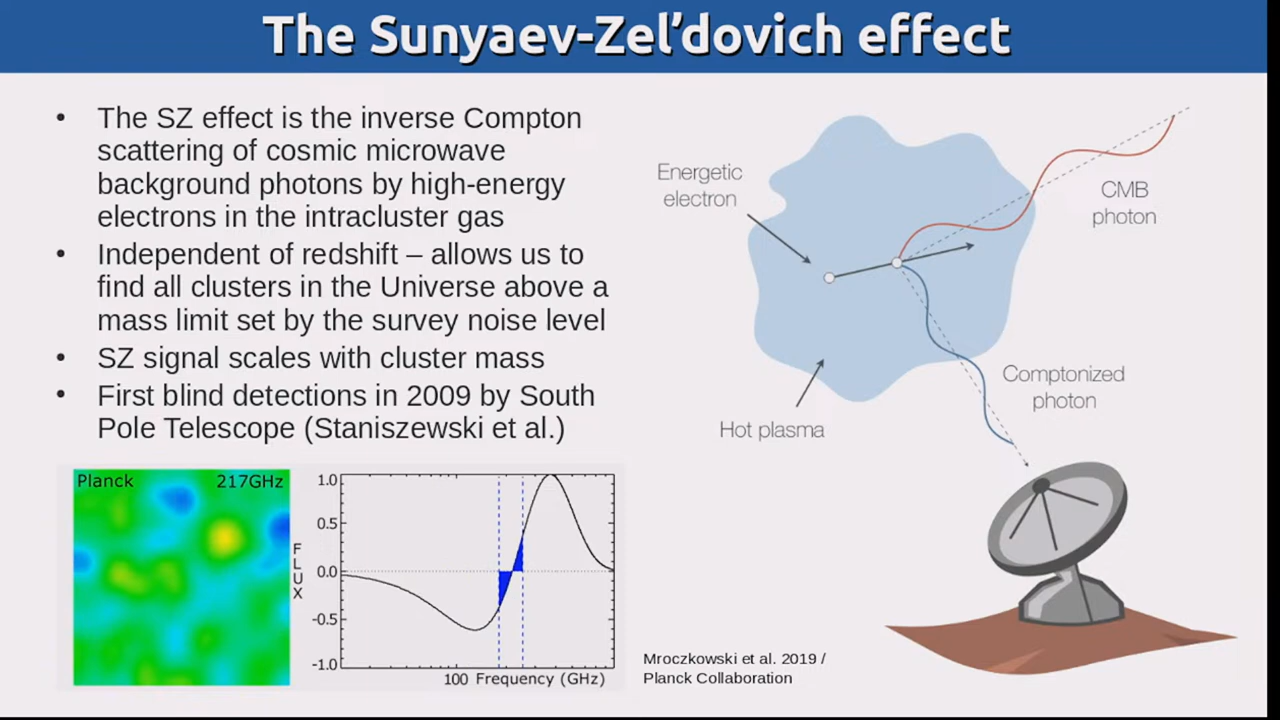 The Sunyaev-Zel'dovich effect
• The SZ effect is the inverse Compton
scattering of cosmic microwave
background photons by high-energy
electrons in the intracluster gas
• Independent of redshift – allows us to
find all clusters in the Universe above a
mass limit set by the survey noise level
• SZ signal scales with cluster mass
• First blind detections in 2009 by South
Pole Telescope (Staniszewski et al.)
Energetic
electron
CMB
photon
Comptonized
photon
Hot plasma
Planck 217GHz
FLUX
1.0
0.5
0.0
-0.5
-1.0
100 Frequency (GHz)
Mroczkowski et al. 2019 /
Planck Collaboration